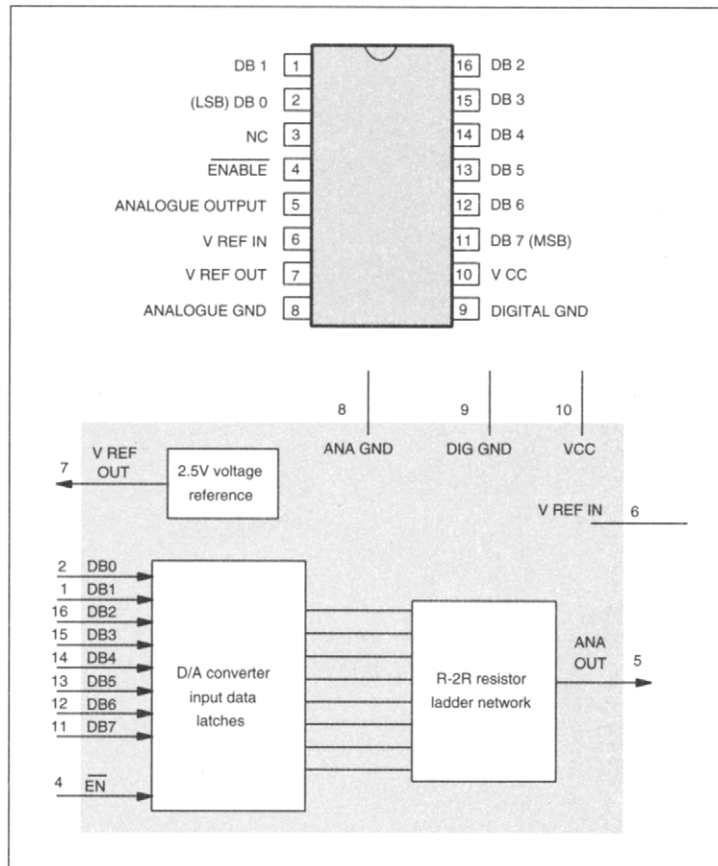 DB 1 1 16 DB 2
(LSB) DB 0 2 15 DB 3
NC 3 14 DB 4
ENABLE 4 13 DB 5
ANALOGUE OUTPUT 5 12 DB 6
V REF IN 6 11 DB 7 (MSB)
V REF OUT 7 10 V CC
ANALOGUE GND 8 9 DIGITAL GND
8 9 10
ANA GND DIG GND VCC
7 V REF
OUT
2.5V voltage
reference
V REF IN 6
2 DB0
1 DB1
16 DB2
15 DB3
14 DB4
13 DB5
12 DB6
11 DB7
4 EN
D/A converter
input data
latches
R-2R resistor
ladder network
ANA
OUT 5